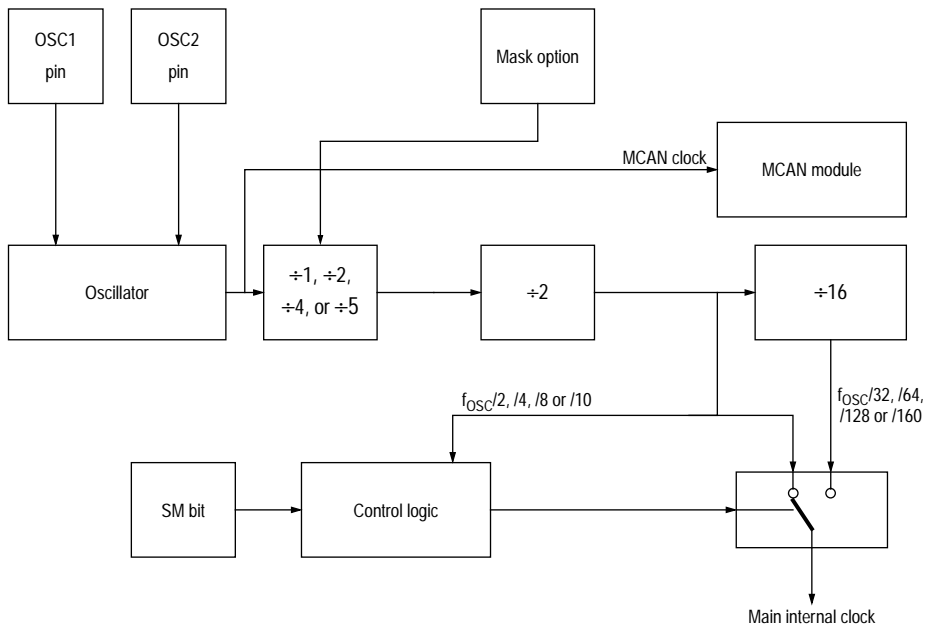 OSC1
pin
OSC2
pin
Mask option
MCAN clock
MCAN module
Oscillator
÷1, ÷2,
÷4, or ÷5
÷2
÷16
fOSC/2, /4, /8 or /10
fOSC/32, /64,
/128 or /160
SM bit
Control logic
Main internal clock